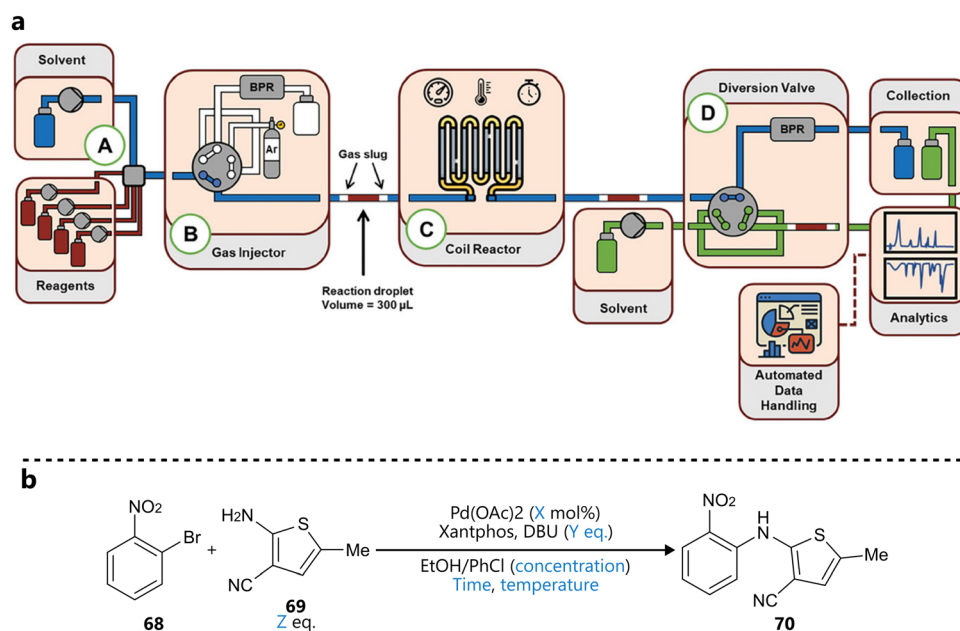 a
Solvent
A
Reagents
BPR
Ar
B
Gas Injector
Gas slug
Reaction droplet
Volume = 300 µL
C
Coil Reactor
Solvent
Diversion Valve
D
BPR
Collection
Analytics
Automated
Data
Handling
b
NO2
Br
68
+
H2N
S
Me
CN
69
Z eq.
Pd(OAc)2 (X mol%)
Xantphos, DBU (Y eq.)
EtOH/PhCl (concentration)
Time, temperature
NO2
H
N
S
Me
CN
70